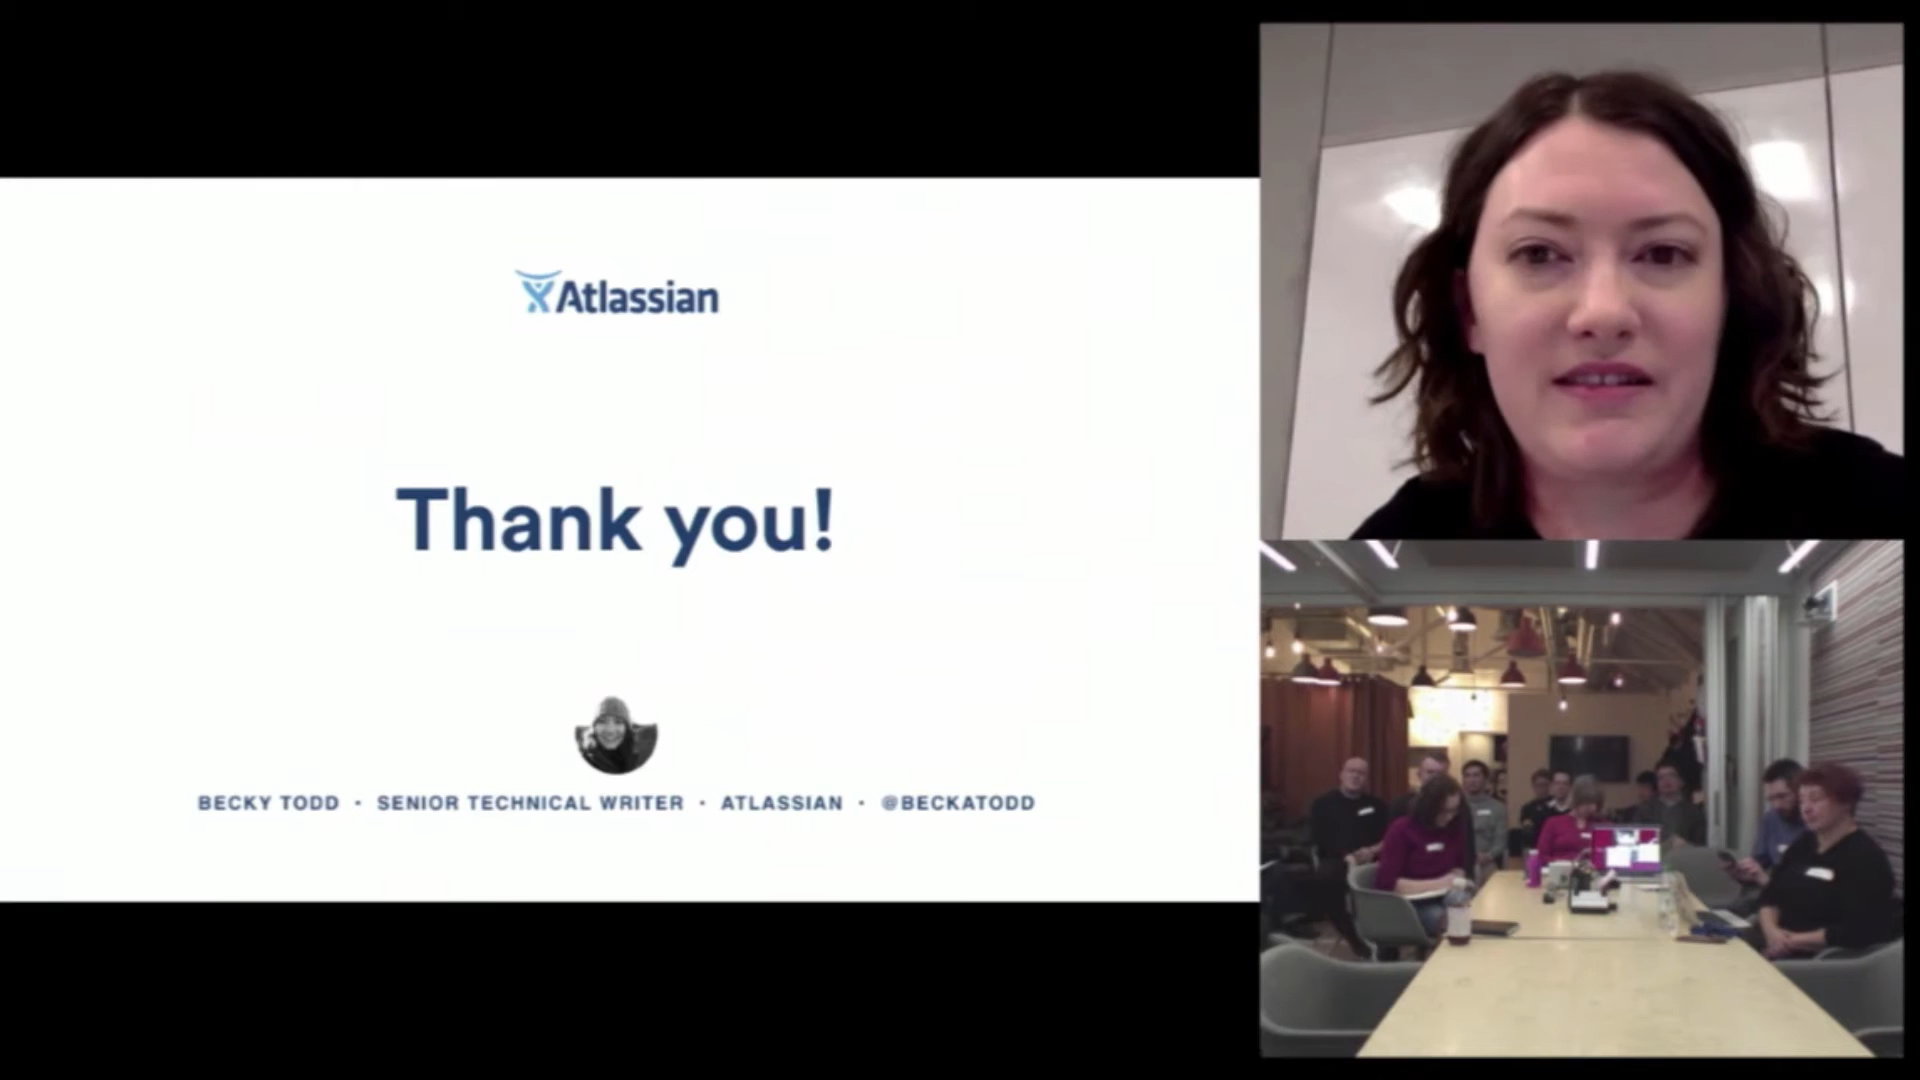 Atlassian
Thank you!
BECKY TODD · SENIOR TECHNICAL WRITER · ATLASSIAN · @BECKATODD